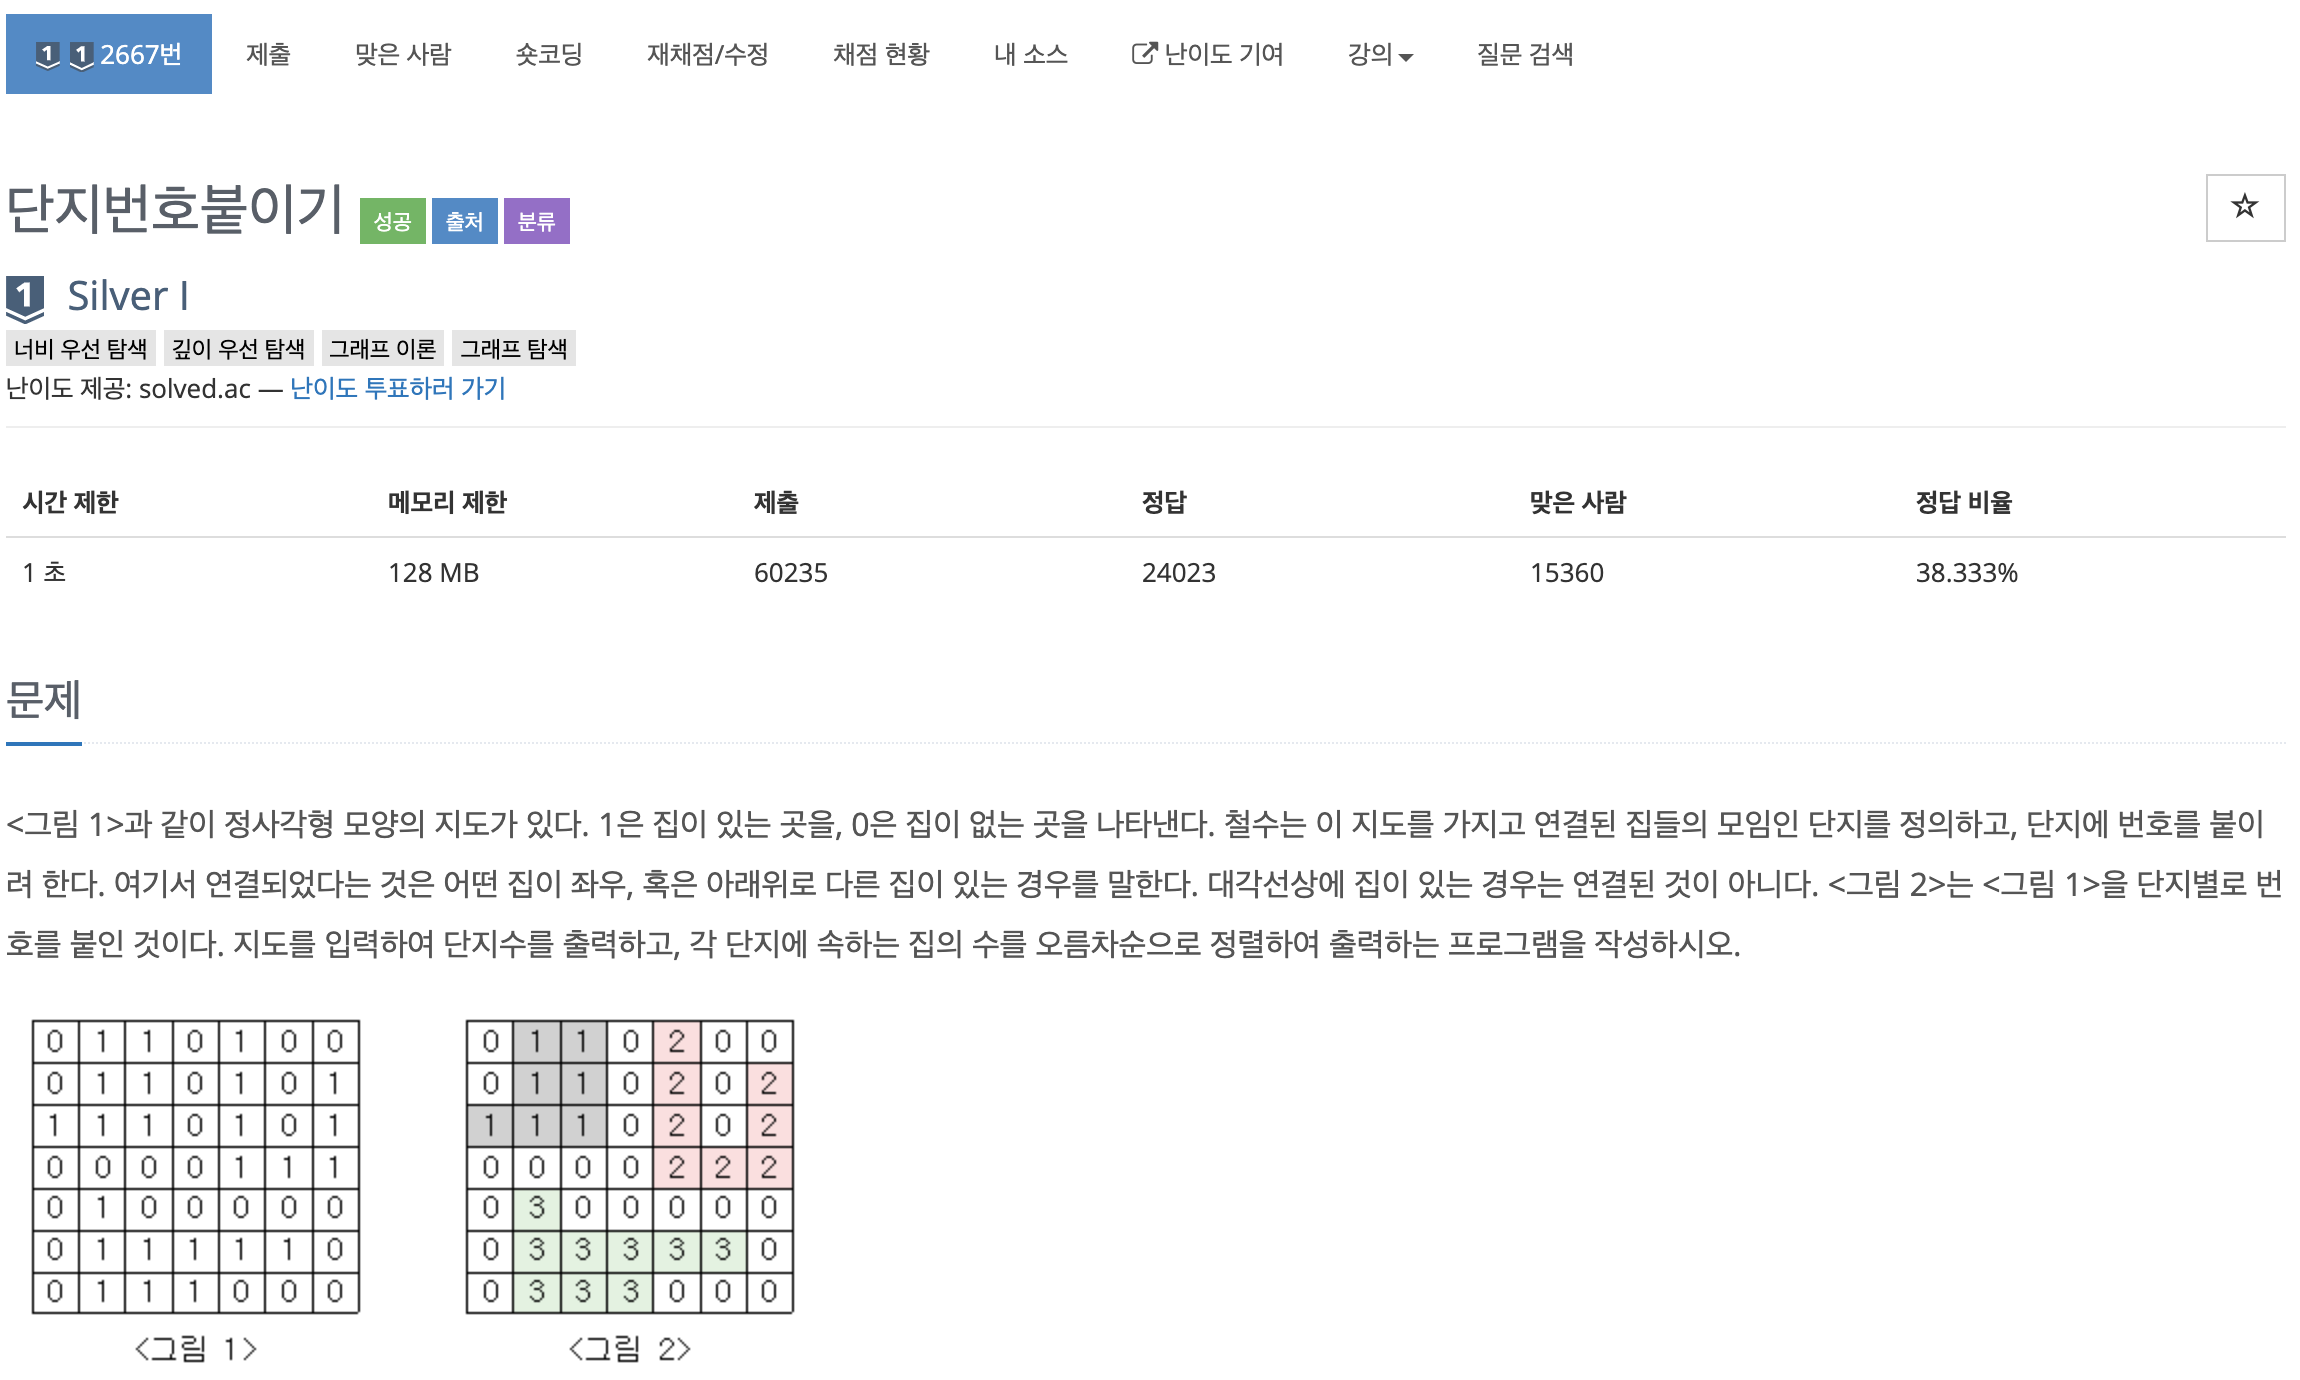 1 1 2667번 제출 맞은 사람 숏코딩 재채점/수정 채점 현황 내 소스 난이도 기여 강의 질문 검색
단지번호붙이기 성공 출처 분류
1 Silver I
너비 우선 탐색 깊이 우선 탐색 그래프 이론 그래프 탐색
난이도 제공: solved.ac — 난이도 투표하러 가기
시간 제한 메모리 제한 제출 정답 맞은 사람 정답 비율
1 초 128 MB 60235 24023 15360 38.333%
문제
<그림 1>과 같이 정사각형 모양의 지도가 있다. 1은 집이 있는 곳을, 0은 집이 없는 곳을 나타낸다. 철수는 이 지도를 가지고 연결된 집들의 모임인 단지를 정의하고, 단지에 번호를 붙이
려 한다. 여기서 연결되었다는 것은 어떤 집이 좌우, 혹은 아래위로 다른 집이 있는 경우를 말한다. 대각선상에 집이 있는 경우는 연결된 것이 아니다. <그림 2>는 <그림 1>을 단지별로 번
호를 붙인 것이다. 지도를 입력하여 단지수를 출력하고, 각 단지에 속하는 집의 수를 오름차순으로 정렬하여 출력하는 프로그램을 작성하시오.
0 1 1 0 1 0 0
0 1 1 0 1 0 1
1 1 1 0 1 0 1
0 0 0 0 1 1 1
0 1 0 0 0 0 0
0 1 1 1 1 1 0
0 1 1 1 0 0 0
<그림 1>
0 1 1 0 2 0 0
0 1 1 0 2 0 2
1 1 1 0 2 0 2
0 0 0 0 2 2 2
0 3 0 0 0 0 0
0 3 3 3 3 3 0
0 3 3 3 0 0 0
<그림 2>